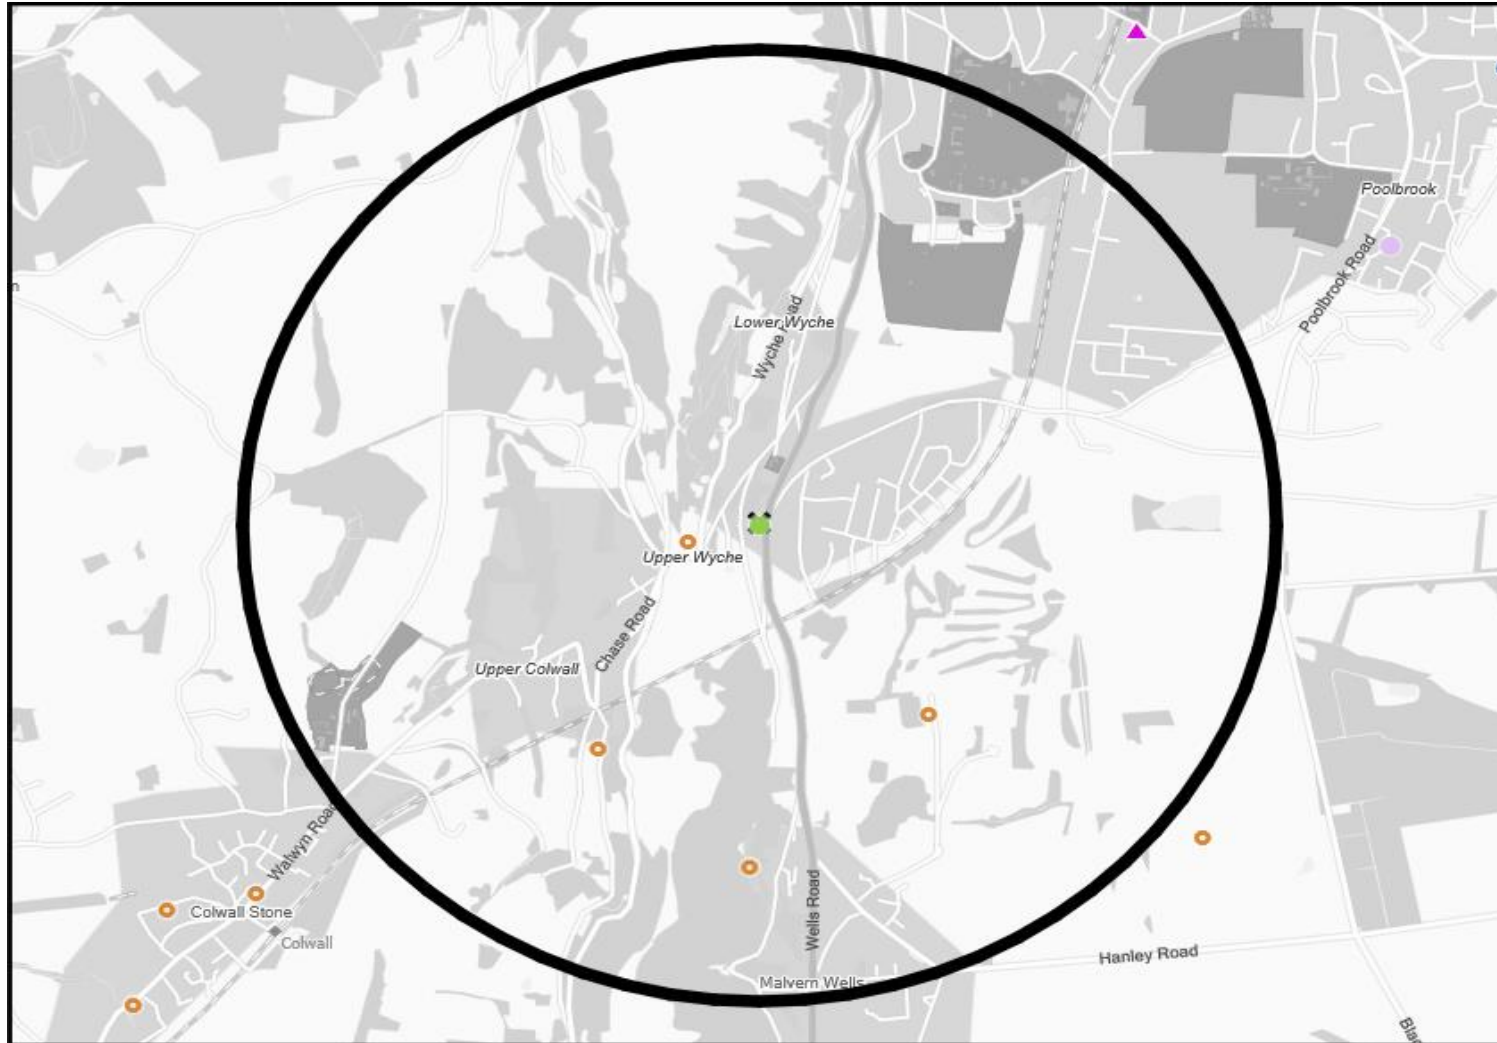 Poolbrook
Poolbrook Road
n
Lower Wyche
Wyche Road
Upper Wyche
Chase Road
Upper Colwall
Walwyn Road
Colwall Stone
Colwall
Wells Road
Hanley Road
Malvern Wells
Blac